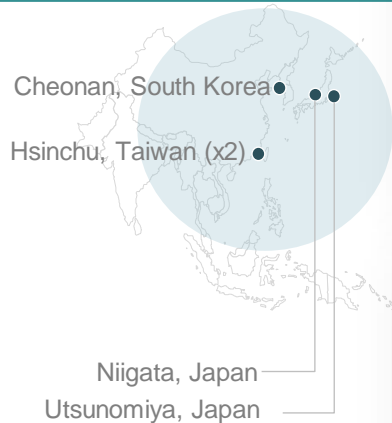 Cheonan, South Korea
Hsinchu, Taiwan (x2)
Niigata, Japan
Utsunomiya, Japan